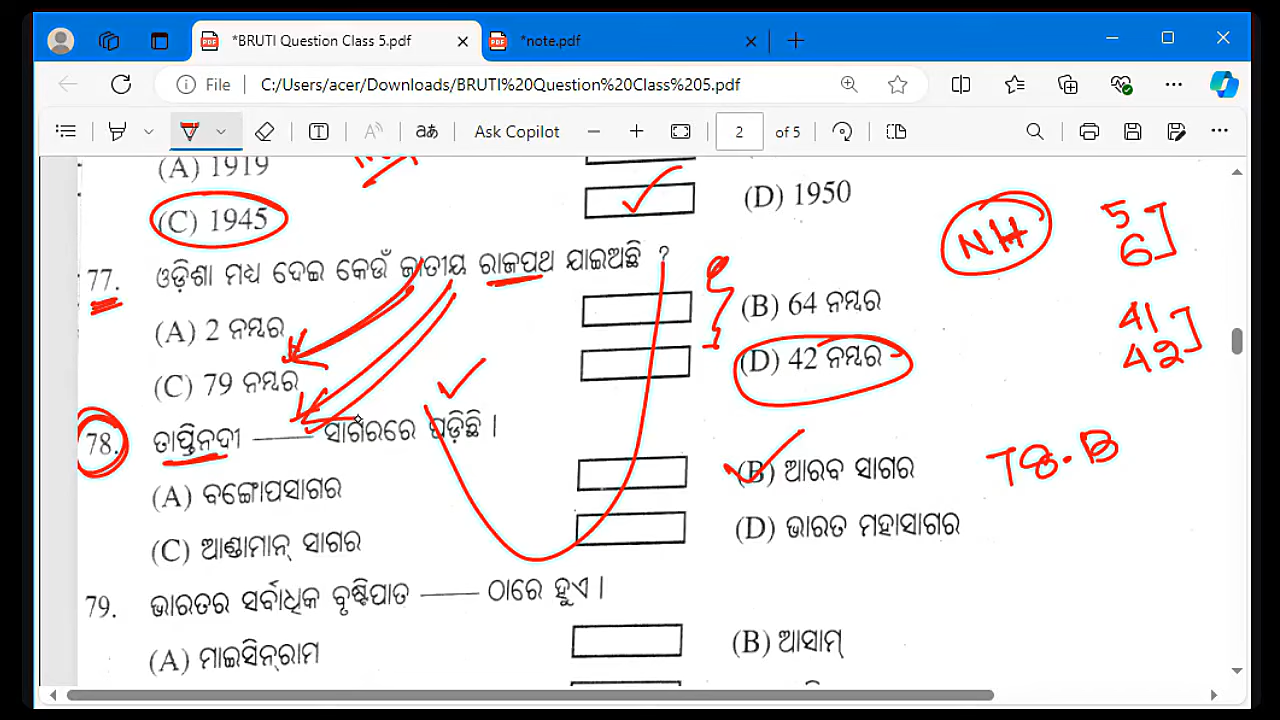 *BRUTI Question Class 5.pdf
*note.pdf
File C:/Users/acer/Downloads/BRUTI%20Question%20Class%205.pdf
Ask Copilot 2 of 5
(A) 1919
(C) 1945 (D) 1950
NH 5
6
77. ଓଡ଼ିଶା ମଧ୍ୟ ଦେଇ କେଉଁ ଜାତୀୟ ରାଜପଥ ଯାଇଅଛି ?
(A) 2 ନମ୍ବର (B) 64 ନମ୍ବର
41
42
(C) 79 ନମ୍ବର (D) 42 ନମ୍ବର
78. ତାପ୍ତିନଦୀ —— ସାଗରରେ ପଡ଼ିଛି ।
(A) ବଙ୍ଗୋପସାଗର (B) ଆରବ ସାଗର
78.B
(C) ଆଣ୍ଡାମାନ୍ ସାଗର (D) ଭାରତ ମହାସାଗର
79. ଭାରତର ସର୍ବାଧିକ ବୃଷ୍ଟିପାତ —— ଠାରେ ହୁଏ ।
(A) ମାଇସିନ୍‌ରାମ (B) ଆସାମ୍